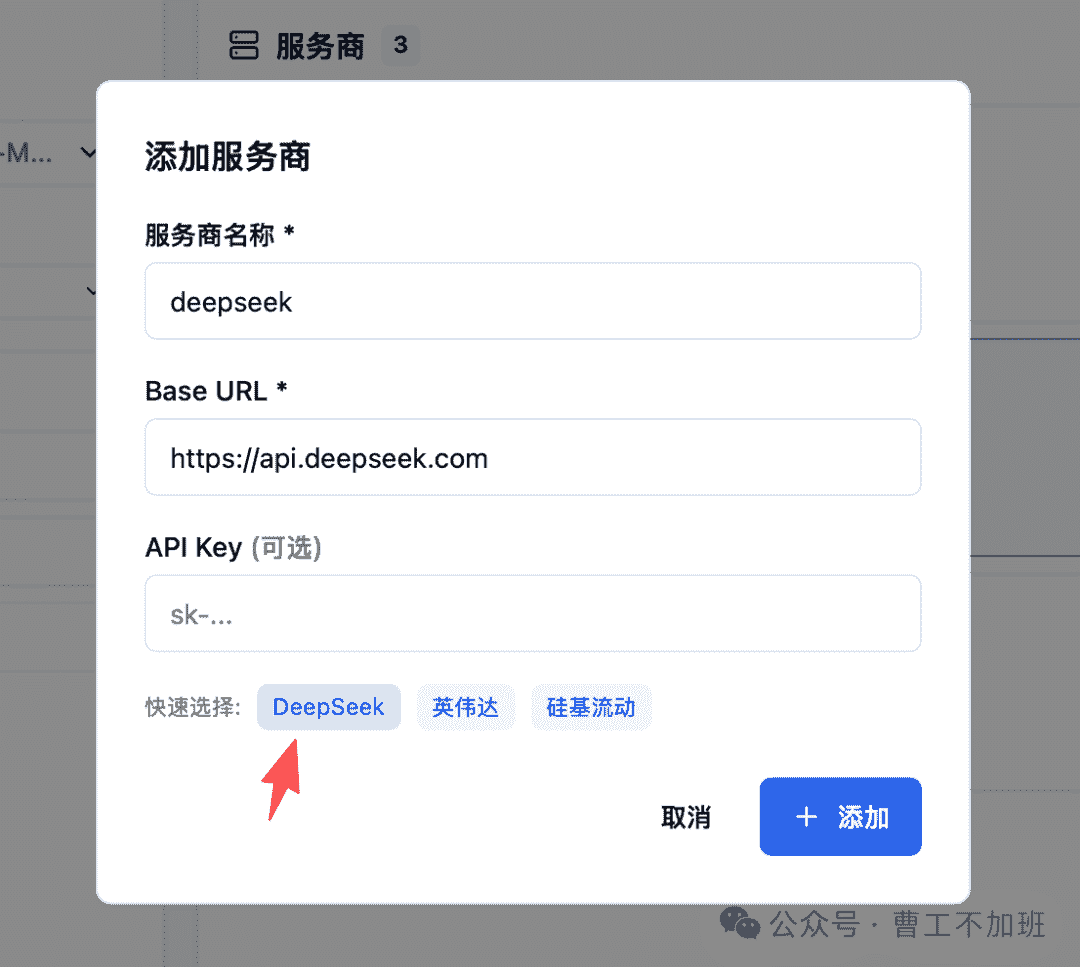 服务商 3
-M...
添加服务商
服务商名称 *
deepseek
Base URL *
https://api.deepseek.com
API Key (可选)
sk-...
快速选择: DeepSeek 英伟达 硅基流动
取消 + 添加
公众号 · 曹工不加班